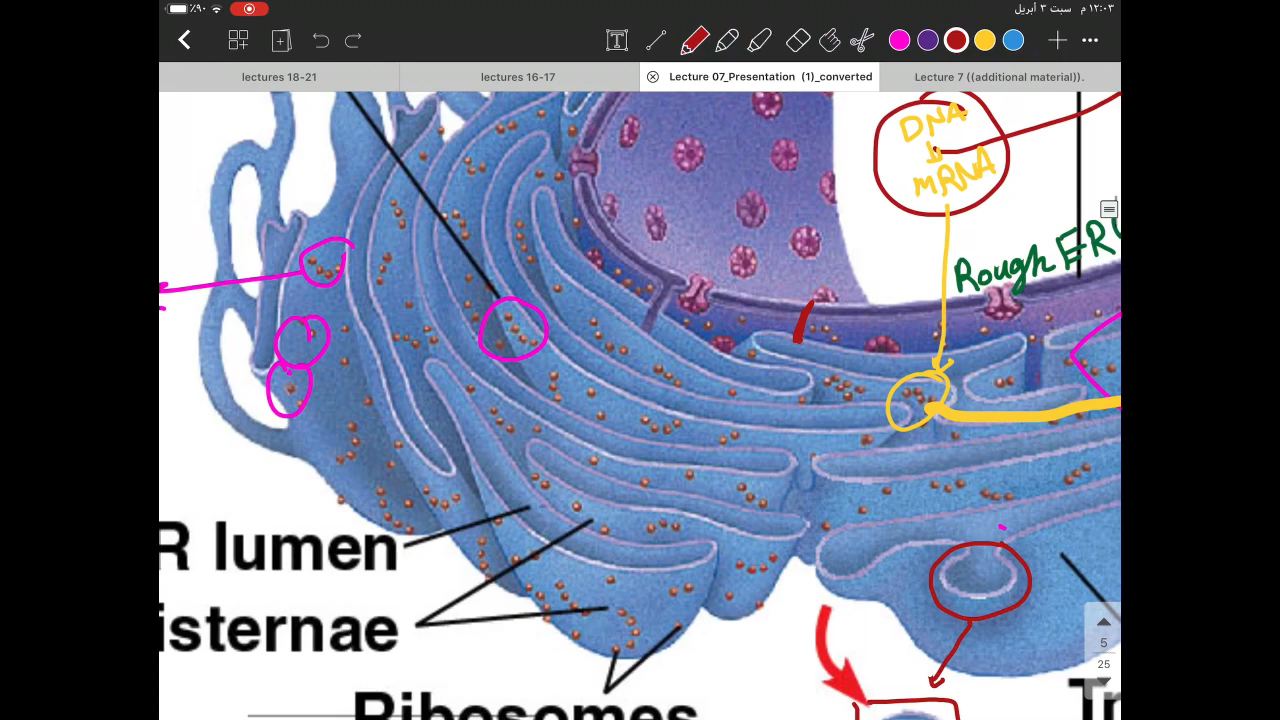 ٪٩٠
١٢:٠٣ م  سبت ٣ أبريل
lectures 18-21
lectures 16-17
Lecture 07_Presentation (1)_converted
Lecture 7 ((additional material)).
DNA
mRNA
Rough ER
R lumen
isternae
Ribosomes
Tr
5
25